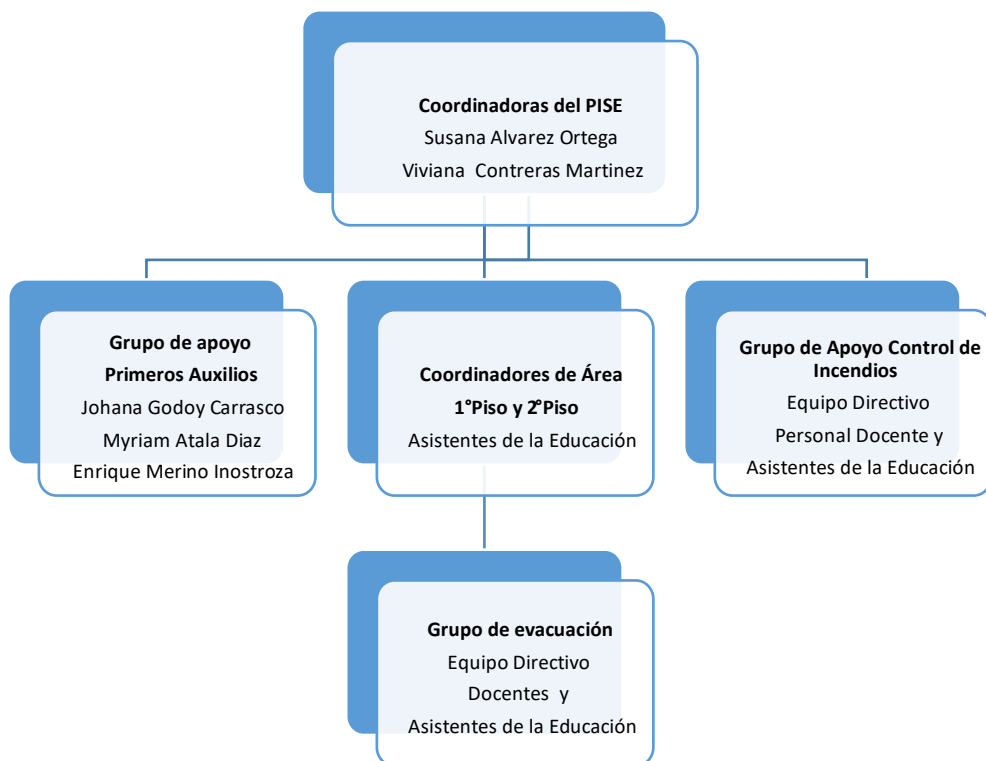 Coordinadoras del PISE
Susana Alvarez Ortega
Viviana Contreras Martinez
Grupo de apoyo
Primeros Auxilios
Johana Godoy Carrasco
Myriam Atala Diaz
Enrique Merino Inostroza
Coordinadores de Área
1°Piso y 2°Piso
Asistentes de la Educación
Grupo de Apoyo Control de
Incendios
Equipo Directivo
Personal Docente y
Asistentes de la Educación
Grupo de evacuación
Equipo Directivo
Docentes y
Asistentes de la Educación